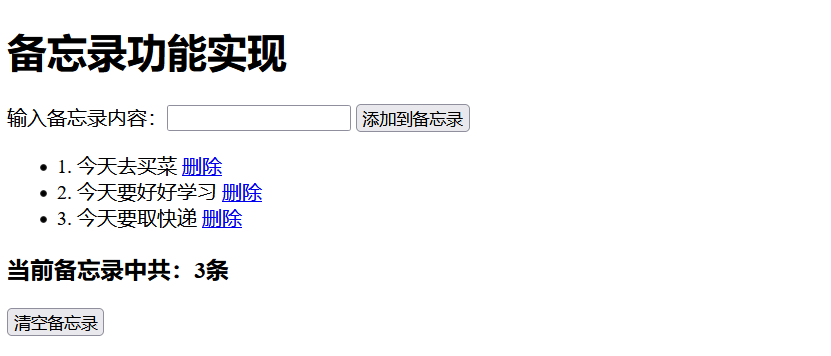 备忘录功能实现
输入备忘录内容： 添加到备忘录
1. 今天去买菜 删除
2. 今天要好好学习 删除
3. 今天要取快递 删除
当前备忘录中共：3条
清空备忘录